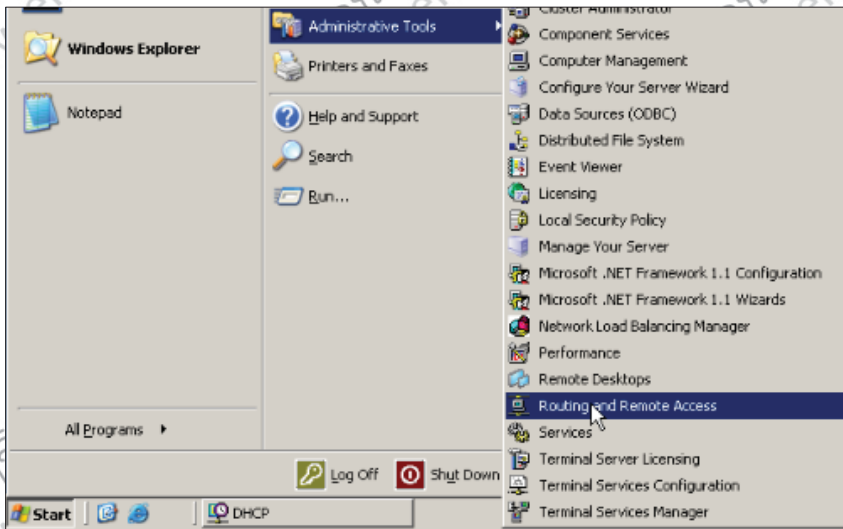 Windows Explorer
Notepad
All Programs
Administrative Tools
Printers and Faxes
Help and Support
Search
Run...
Cluster Administrator
Component Services
Computer Management
Configure Your Server Wizard
Data Sources (ODBC)
Distributed File System
Event Viewer
Licensing
Local Security Policy
Manage Your Server
Microsoft .NET Framework 1.1 Configuration
Microsoft .NET Framework 1.1 Wizards
Network Load Balancing Manager
Performance
Remote Desktops
Routing and Remote Access
Services
Terminal Server Licensing
Terminal Services Configuration
Terminal Services Manager
Log Off
Shut Down
Start
DHCP